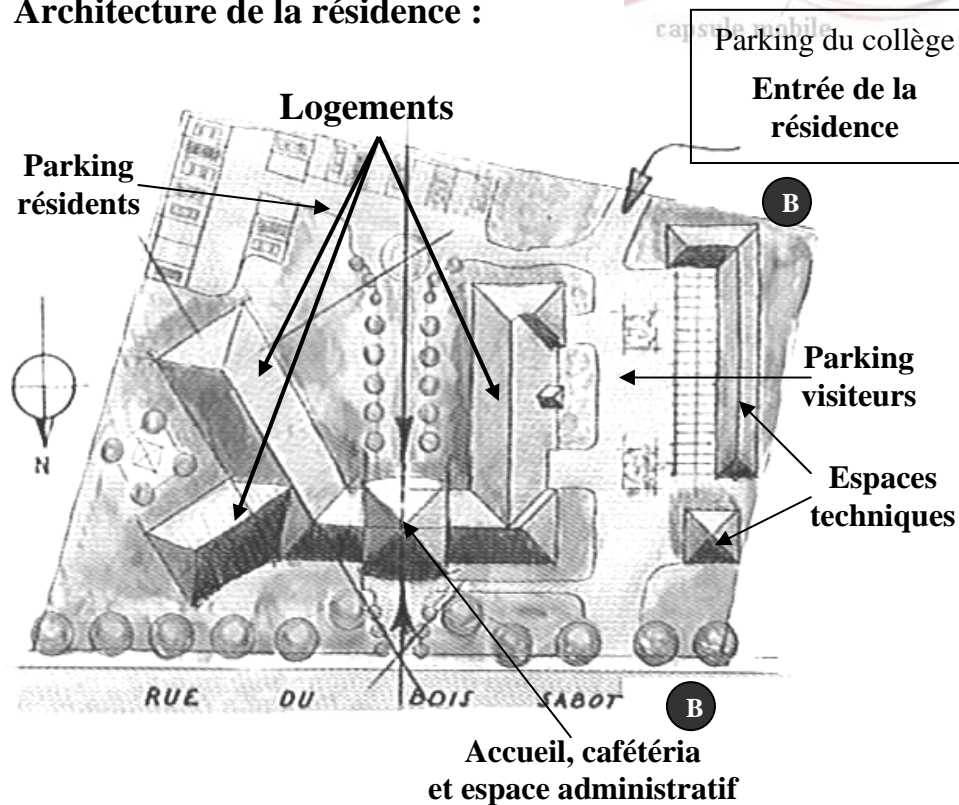 Architecture de la résidence :
capsule mobile
Parking du collège
Entrée de la
résidence
Logements
Parking
résidents
B
Parking
visiteurs
N
Espaces
techniques
RUE DU BOIS SABOT
B
Accueil, cafétéria
et espace administratif